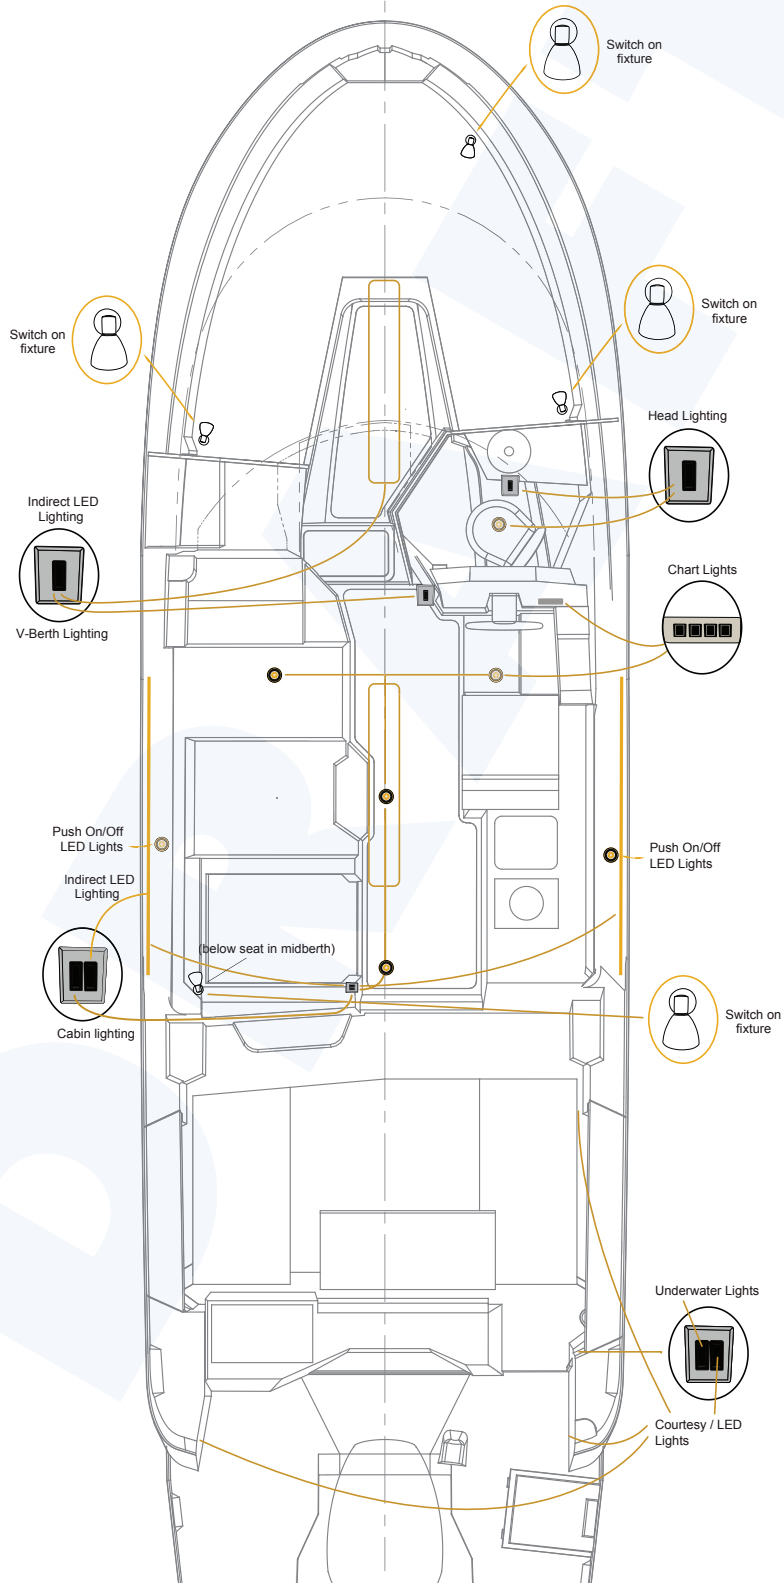 Switch on
fixture
Switch on
fixture
Switch on
fixture
Head Lighting
Indirect LED
Lighting
V-Berth Lighting
Chart Lights
Push On/Off
LED Lights
Push On/Off
LED Lights
Indirect LED
Lighting
(below seat in midberth)
Cabin lighting
Switch on
fixture
Underwater Lights
Courtesy / LED
Lights